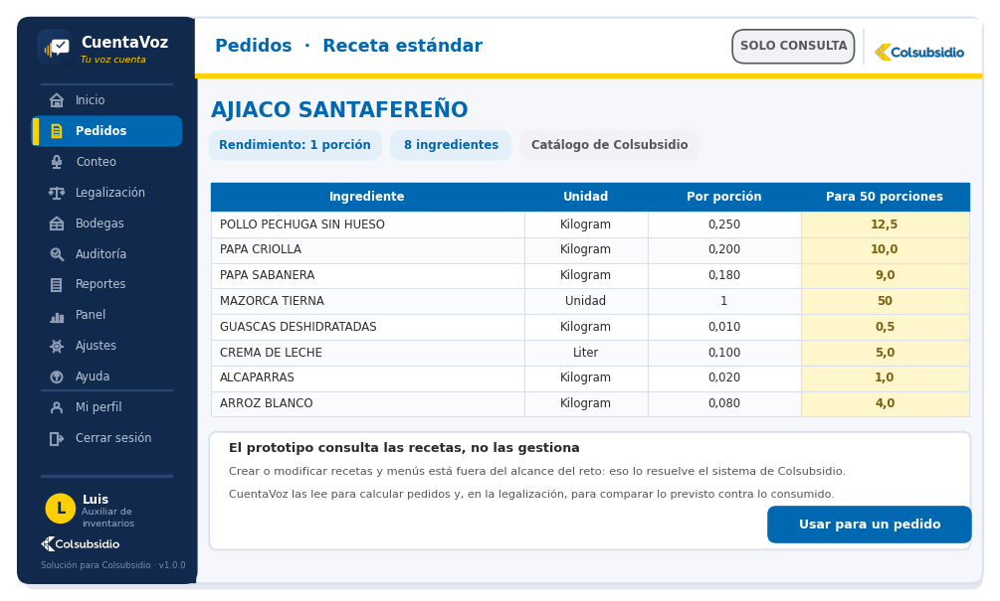 CuentaVoz
Tu voz cuenta
Inicio
Pedidos
Conteo
Legalización
Bodegas
Auditoría
Reportes
Panel
Ajustes
Ayuda
Mi perfil
Cerrar sesión
L
Luis
Auxiliar de
inventarios
Colsubsidio
Solución para Colsubsidio · v1.0.0
Pedidos · Receta estándar
SOLO CONSULTA
Colsubsidio
AJIACO SANTAFEREÑO
Rendimiento: 1 porción
8 ingredientes
Catálogo de Colsubsidio
Ingrediente Unidad Por porción Para 50 porciones
POLLO PECHUGA SIN HUESO Kilogram 0,250 12,5
PAPA CRIOLLA Kilogram 0,200 10,0
PAPA SABANERA Kilogram 0,180 9,0
MAZORCA TIERNA Unidad 1 50
GUASCAS DESHIDRATADAS Kilogram 0,010 0,5
CREMA DE LECHE Liter 0,100 5,0
ALCAPARRAS Kilogram 0,020 1,0
ARROZ BLANCO Kilogram 0,080 4,0
El prototipo consulta las recetas, no las gestiona
Crear o modificar recetas y menús está fuera del alcance del reto: eso lo resuelve el sistema de Colsubsidio.
CuentaVoz las lee para calcular pedidos y, en la legalización, para comparar lo previsto contra lo consumido.
Usar para un pedido